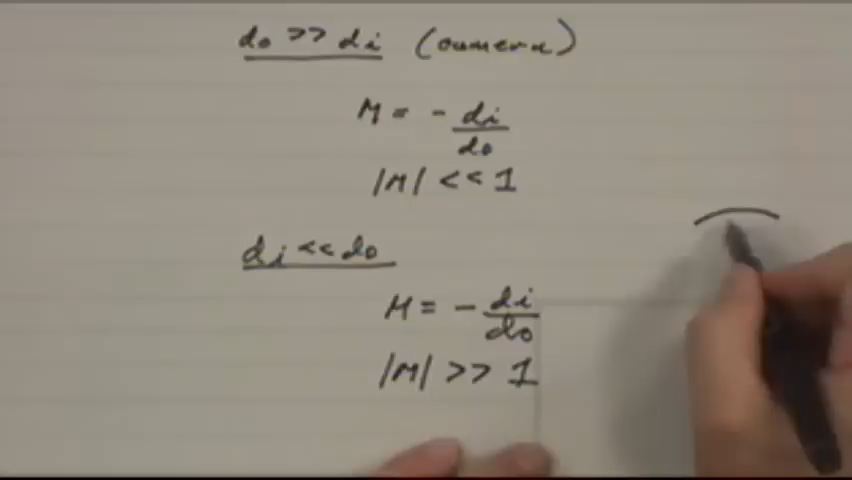 do >> di (camera)
M = - di/do
|M| << 1
di << do
M = - di/do
|M| >> 1